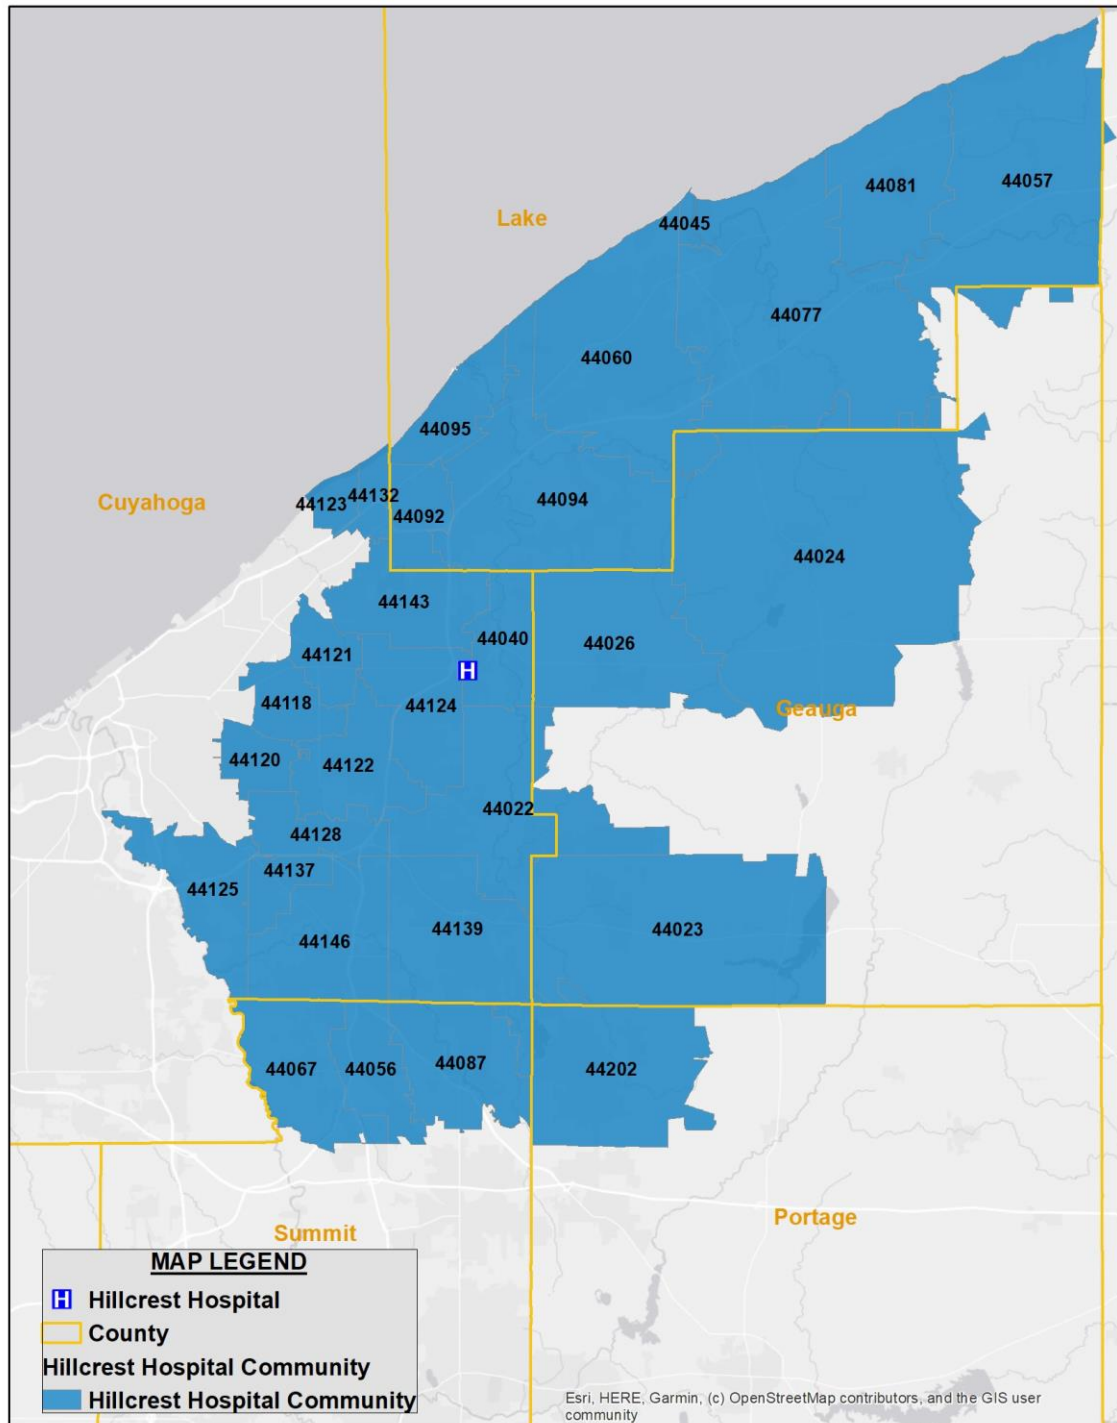 44081
44057
Lake
44045
44077
44060
44095
44132
44123
44092
44094
Cuyahoga
44024
44143
44040
44026
44121
H
44118
44124
Geauga
44120
44122
44022
44128
44137
44125
44139
44023
44146
44067
44056
44087
44202
Summit
Portage
MAP LEGEND
H Hillcrest Hospital
County
Hillcrest Hospital Community
Hillcrest Hospital Community
Esri, HERE, Garmin, (c) OpenStreetMap contributors, and the GIS user
community